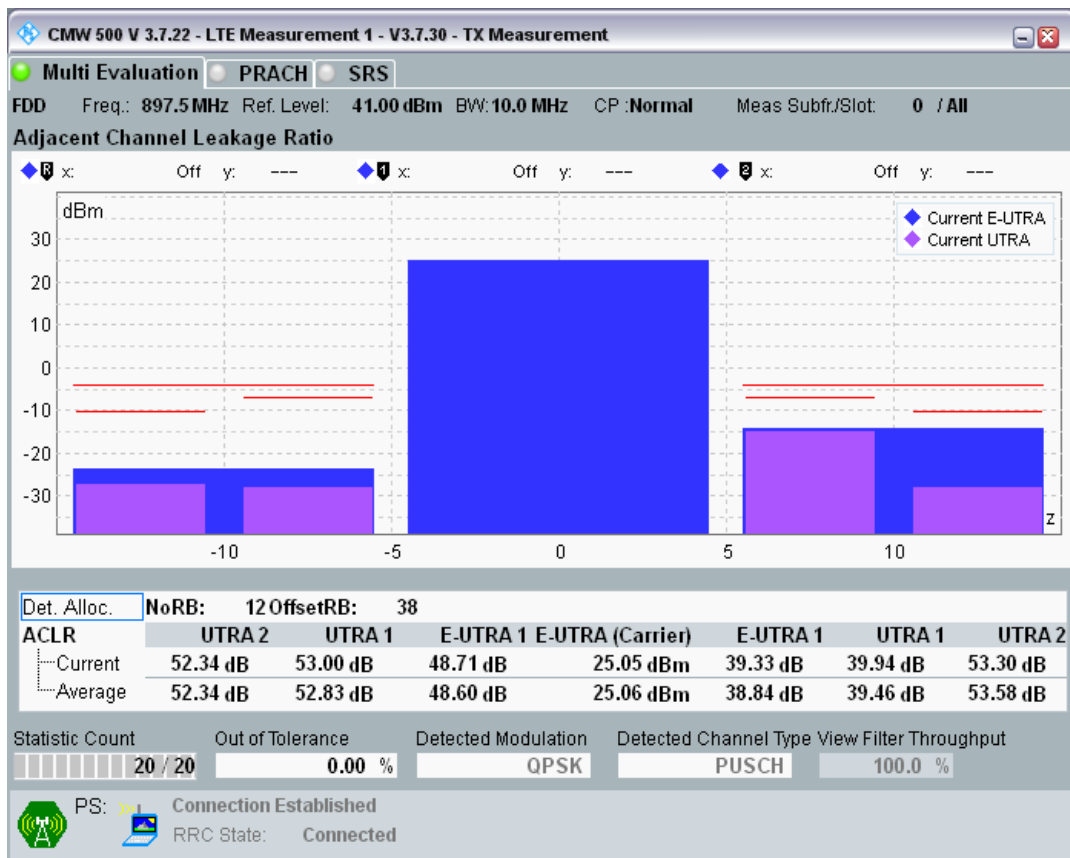 CMW 500 V 3.7.22 - LTE Measurement 1 - V3.7.30 - TX Measurement
Multi Evaluation PRACH SRS
FDD Freq.: 897.5 MHz Ref. Level: 41.00 dBm BW: 10.0 MHz CP :Normal Meas Subfr./Slot: 0 / All
Adjacent Channel Leakage Ratio
R x: Off y: --- 1 x: Off y: --- 2 x: Off y: ---
dBm
Current E-UTRA
Current UTRA
30
20
10
0
-10
-20
-30
z
-10 -5 0 5 10
Det. Alloc. NoRB: 12 OffsetRB: 38
ACLR UTRA 2 UTRA 1 E-UTRA 1 E-UTRA (Carrier) E-UTRA 1 UTRA 1 UTRA 2
Current 52.34 dB 53.00 dB 48.71 dB 25.05 dBm 39.33 dB 39.94 dB 53.30 dB
Average 52.34 dB 52.83 dB 48.60 dB 25.06 dBm 38.84 dB 39.46 dB 53.58 dB
Statistic Count Out of Tolerance Detected Modulation Detected Channel Type View Filter Throughput
20 / 20 0.00 % QPSK PUSCH 100.0 %
PS: Connection Established
RRC State: Connected